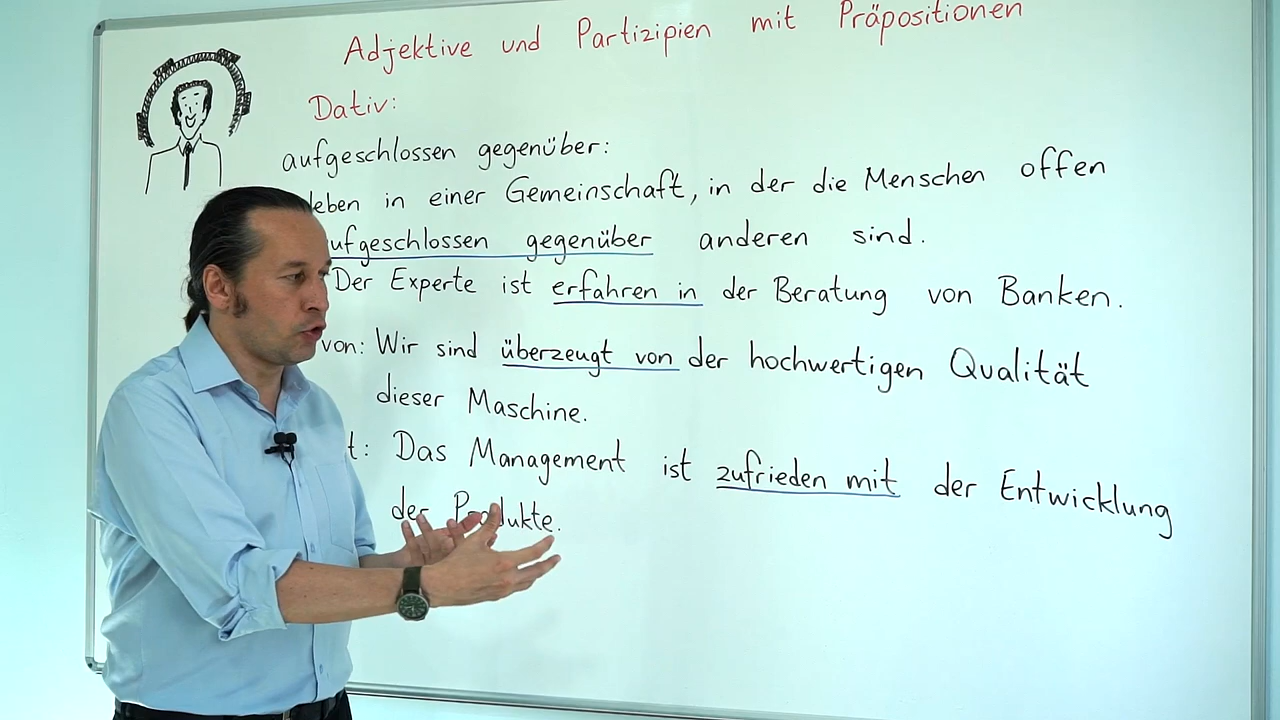 Adjektive und Partizipien mit Präpositionen
Dativ:
aufgeschlossen gegenüber:
leben in einer Gemeinschaft, in der die Menschen offen
ufgeschlossen gegenüber anderen sind.
Der Experte ist erfahren in der Beratung von Banken.
von: Wir sind überzeugt von der hochwertigen Qualität
dieser Maschine.
t: Das Management ist zufrieden mit der Entwicklung
der Produkte.